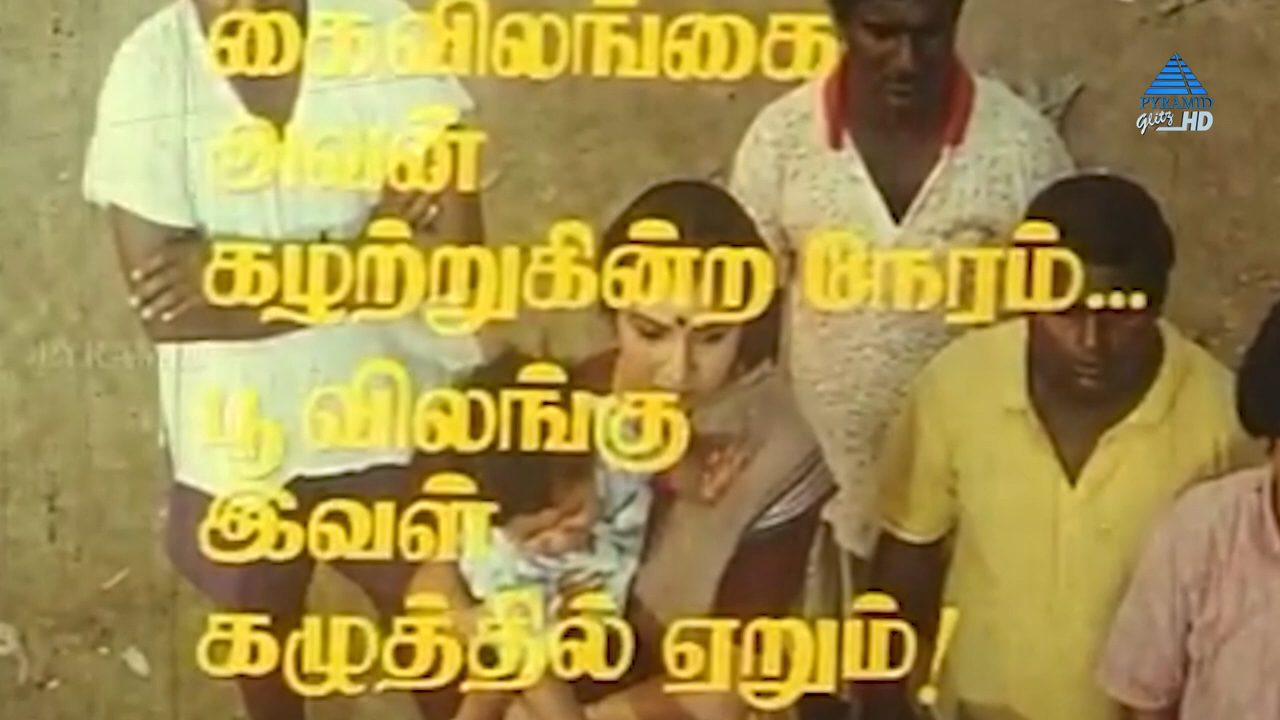 கைவிலங்கை
அவன்
கழற்றுகின்ற நேரம்...
பூ விலங்கு
இவள்
கழுத்தில் ஏறும்!
PYRAMID
glitz HD